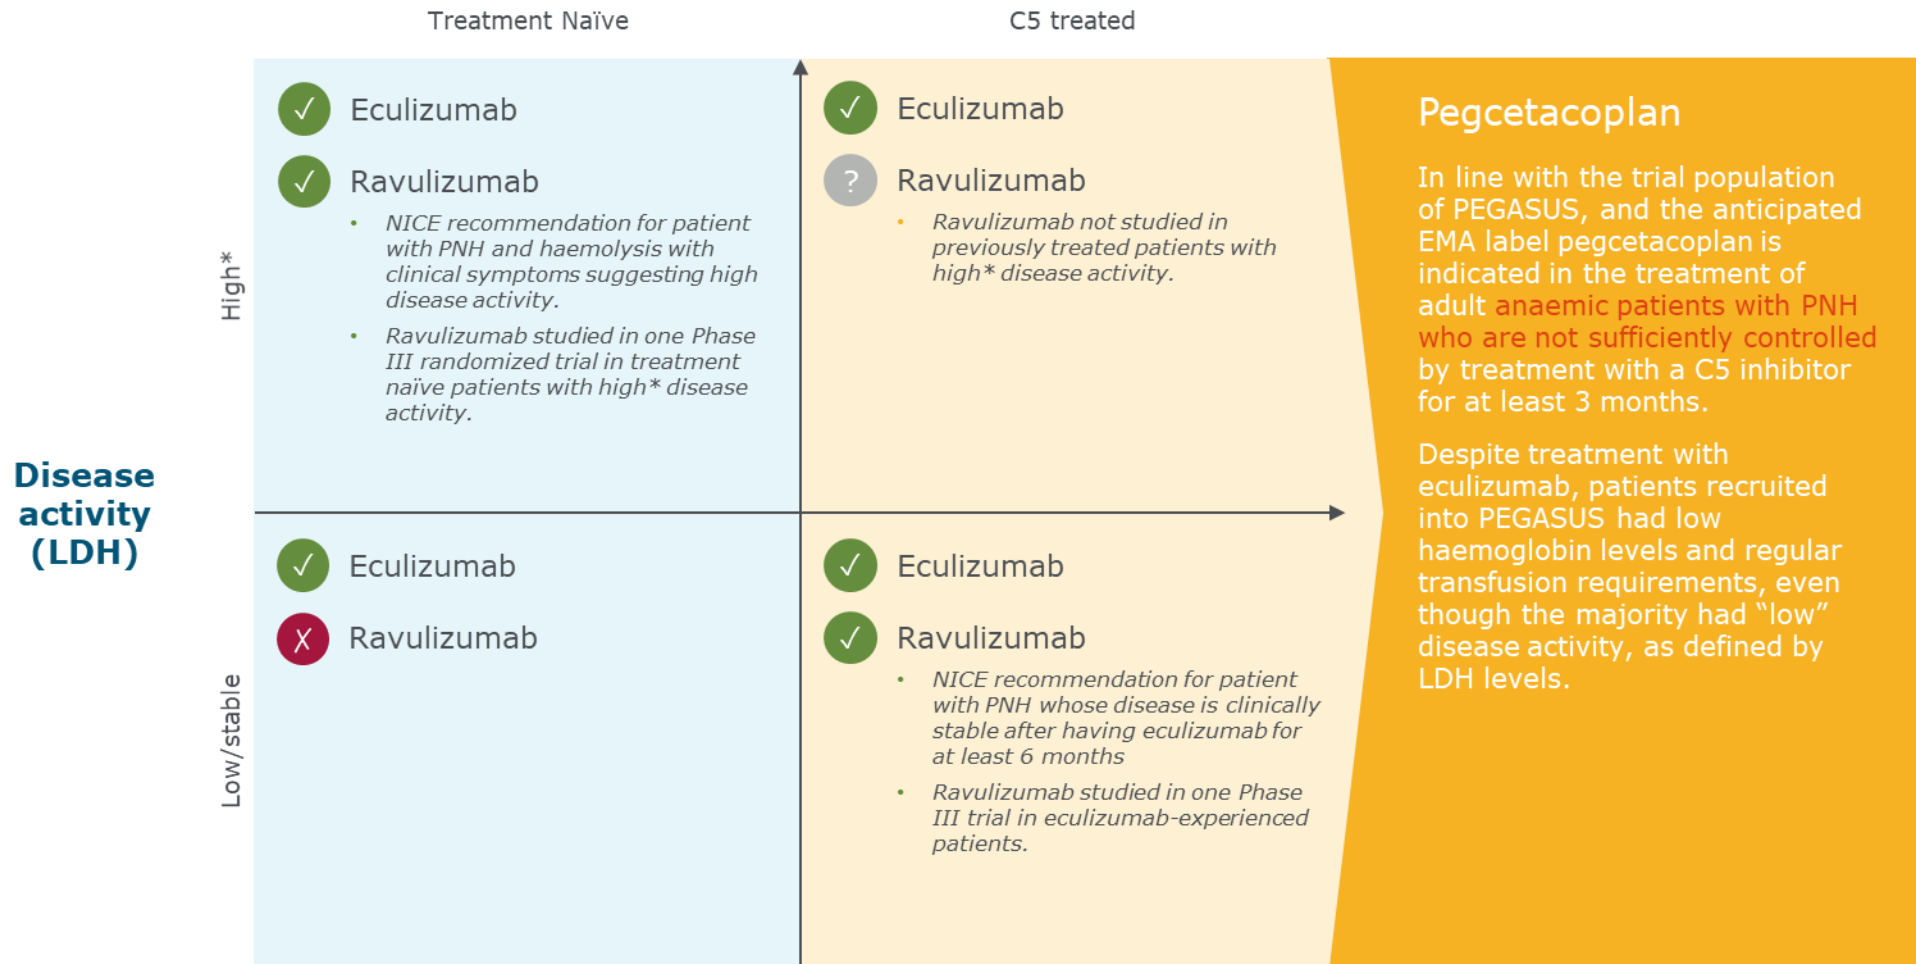 Treatment Naïve
C5 treated
Disease
activity
(LDH)
High*
Low/stable
✓ Eculizumab
✓ Ravulizumab
• NICE recommendation for patient
with PNH and haemolysis with
clinical symptoms suggesting high
disease activity.
• Ravulizumab studied in one Phase
III randomized trial in treatment
naïve patients with high* disease
activity.
✓ Eculizumab
? Ravulizumab
• Ravulizumab not studied in
previously treated patients with
high* disease activity.
✓ Eculizumab
X Ravulizumab
✓ Eculizumab
✓ Ravulizumab
• NICE recommendation for patient
with PNH whose disease is clinically
stable after having eculizumab for
at least 6 months
• Ravulizumab studied in one Phase
III trial in eculizumab-experienced
patients.
Pegcetacoplan
In line with the trial population
of PEGASUS, and the anticipated
EMA label pegcetacoplan is
indicated in the treatment of
adult anaemic patients with PNH
who are not sufficiently controlled
by treatment with a C5 inhibitor
for at least 3 months.
Despite treatment with
eculizumab, patients recruited
into PEGASUS had low
haemoglobin levels and regular
transfusion requirements, even
though the majority had “low”
disease activity, as defined by
LDH levels.